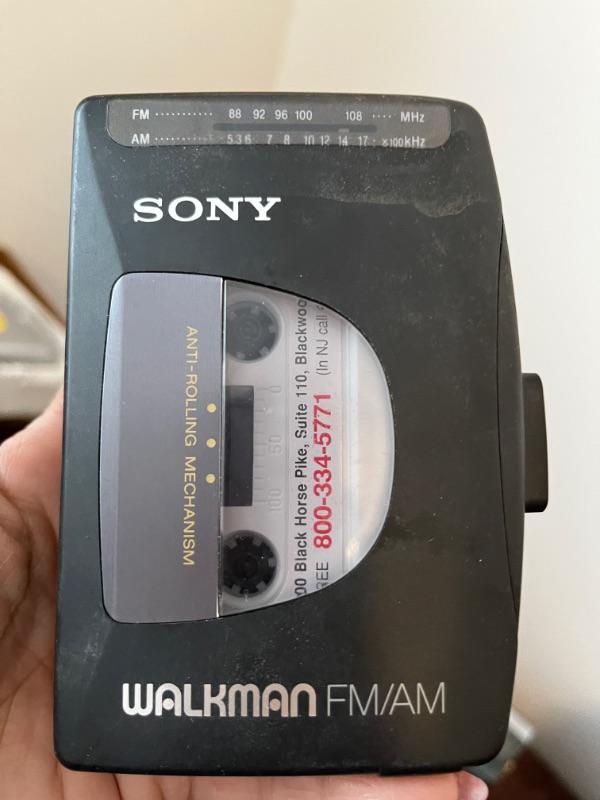 FM 88 92 96 100 108 MHz
AM 5.3 6 7 8 10 12 14 17 ×100kHz
SONY
ANTI-ROLLING MECHANISM
00 Black Horse Pike, Suite 110, Blackwoo
REE 800-334-5771 (In NJ call
0 50 100
WALKMAN FM/AM